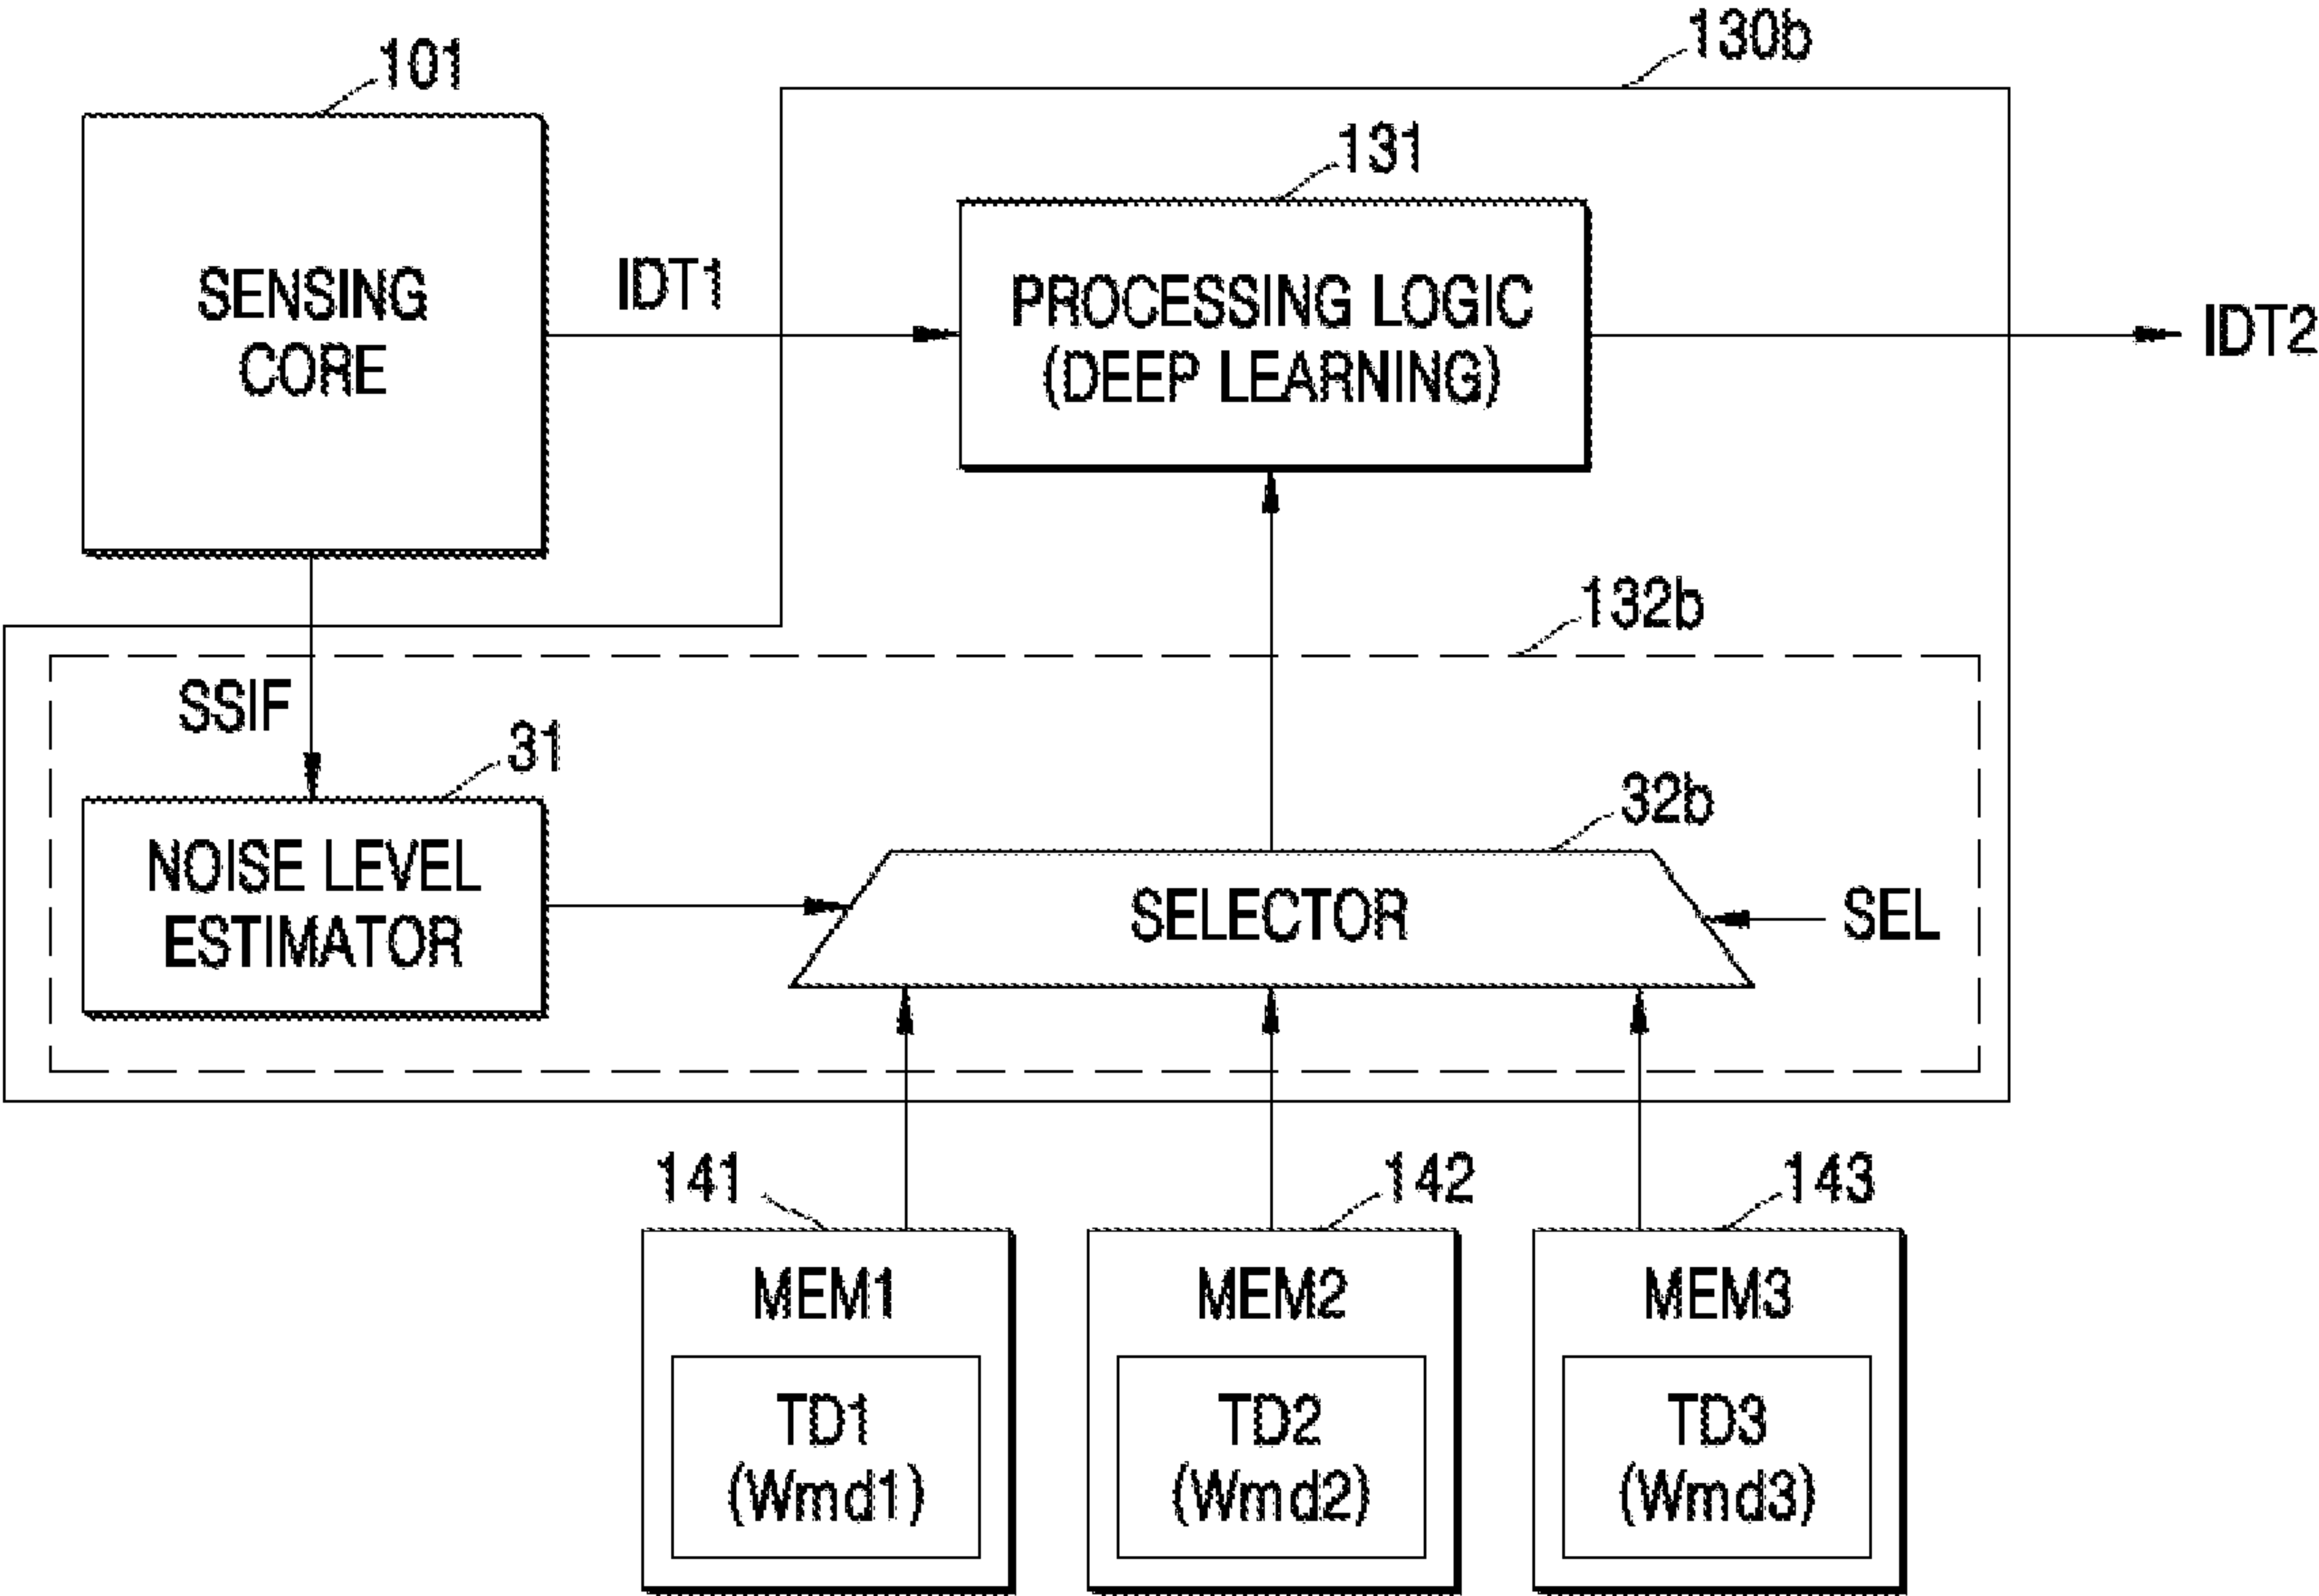 130b
101
131
SENSING
CORE
IDT1
PROCESSING LOGIC
(DEEP LEARNING)
IDT2
132b
SSIF
31
32b
NOISE LEVEL
ESTIMATOR
SELECTOR
SEL
141
142
143
MEM1
MEM2
MEM3
TD1
(Wmd1)
TD2
(Wmd2)
TD3
(Wmd3)